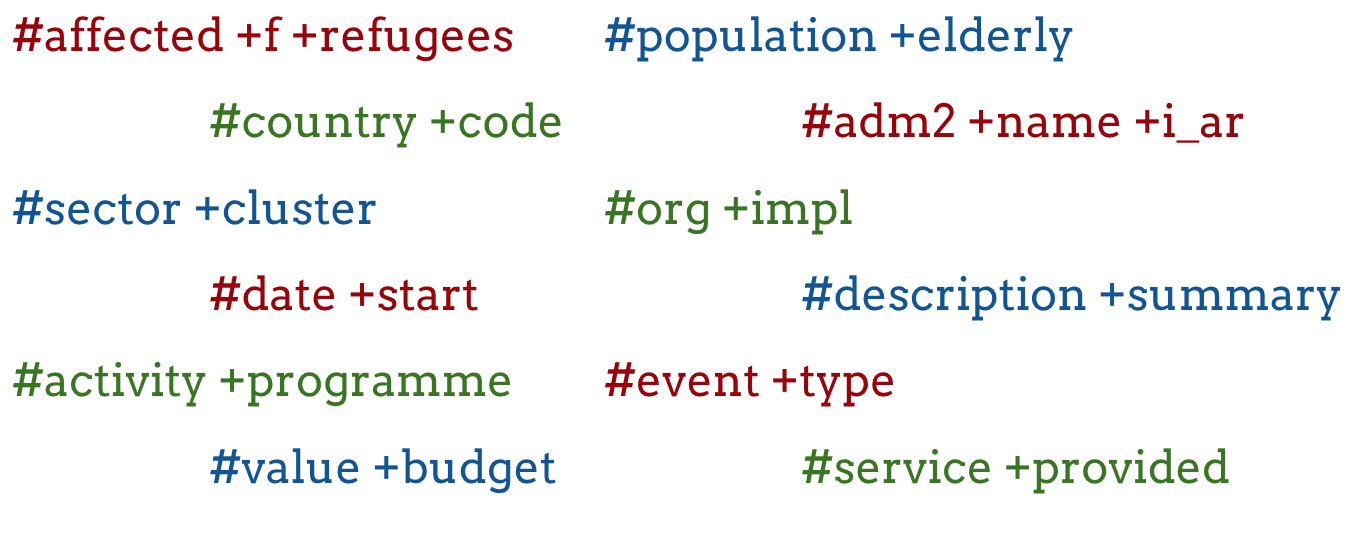 #affected +f +refugees
#population +elderly
#country +code
#adm2 +name +i_ar
#sector +cluster
#org +impl
#date +start
#description +summary
#activity +programme
#event +type
#value +budget
#service +provided